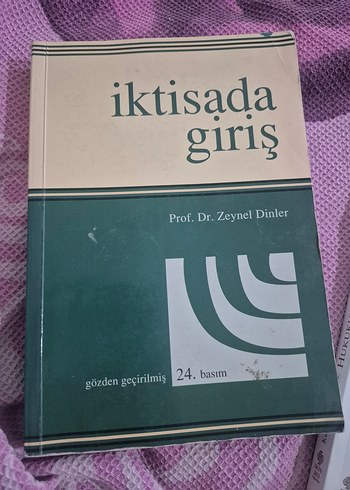 iktisada
giriş
Prof. Dr. Zeynel Dinler
gözden geçirilmiş 24. basım